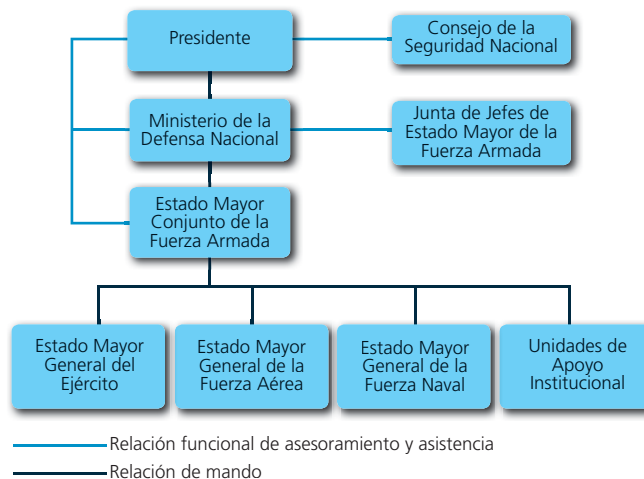 Presidente
Consejo de la
Seguridad Nacional
Ministerio de la
Defensa Nacional
Junta de Jefes de
Estado Mayor de la
Fuerza Armada
Estado Mayor
Conjunto de la
Fuerza Armada
Estado Mayor
General del
Ejército
Estado Mayor
General de la
Fuerza Aérea
Estado Mayor
General de la
Fuerza Naval
Unidades de
Apoyo
Institucional
Relación funcional de asesoramiento y asistencia
Relación de mando